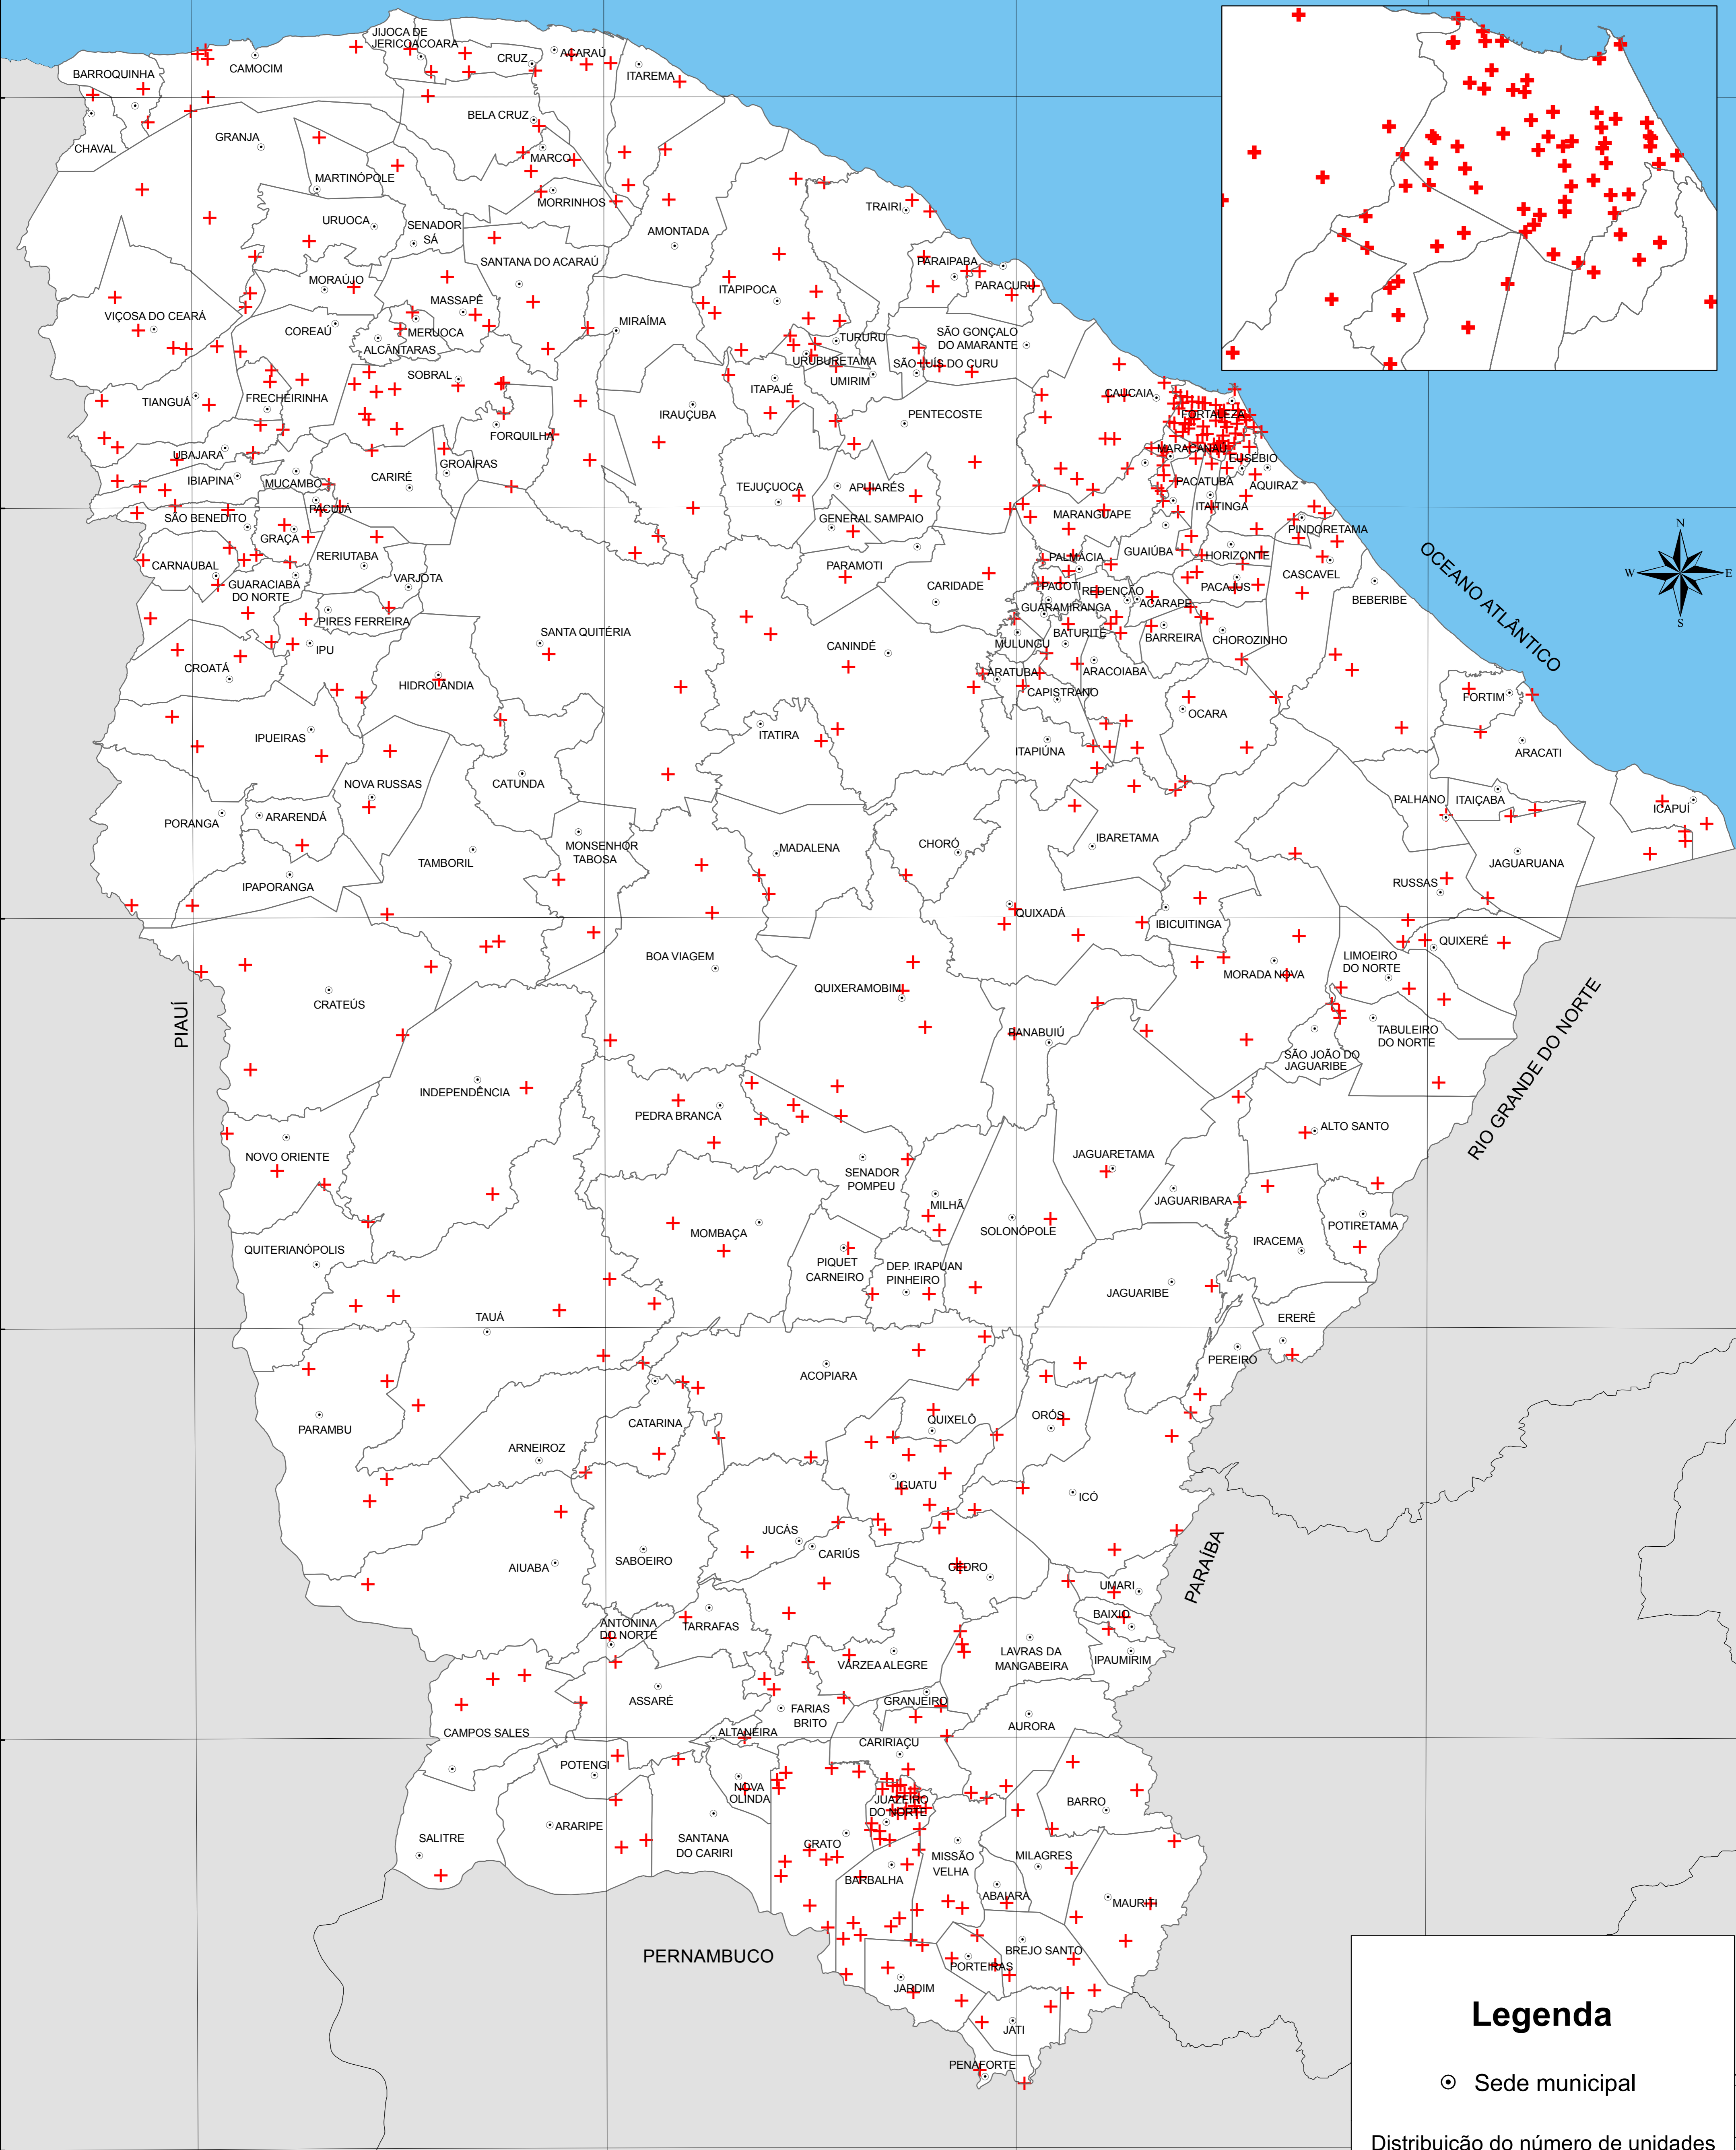 JIJOCA DE
JERICOACOARA
CRUZ
ACARAÚ
ITAREMA
CAMOCIM
BARROQUINHA
CHAVAL
GRANJA
BELA CRUZ
MARCO
MARTINÓPOLE
MORRINHOS
URUOCA
SENADOR
SÁ
AMONTADA
TRAIRI
SANTANA DO ACARAÚ
PARAIPABA
PARACURU
MORAÚJO
MASSAPÊ
ITAPIPOCA
VIÇOSA DO CEARÁ
COREAÚ
MERUOCA
ALCÂNTARAS
MIRAÍMA
TURURU
SÃO GONÇALO
DO AMARANTE
URUBURETAMA
SÃO LUÍS DO CURU
UMIRIM
SOBRAL
ITAPAJÉ
TIANGUÁ
FRECHEIRINHA
IRAUÇUBA
PENTECOSTE
CAUCAIA
FORTALEZA
FORQUILHA
MARACANAÚ
EUSÉBIO
UBAJARA
GROAÍRAS
IBIAPINA
MUCAMBO
CARIRÉ
TEJUÇUOCA
APUIARÉS
PACATUBA
AQUIRAZ
PACUJÁ
ITAITINGA
SÃO BENEDITO
GENERAL SAMPAIO
MARANGUAPE
PINDORETAMA
GRAÇA
RERIUTABA
GUAIÚBA
HORIZONTE
PALMÁCIA
CARNAUBAL
GUARACIABA
DO NORTE
VARJOTA
PARAMOTI
CARIDADE
PACOTI
REDENÇÃO
PACAJUS
CASCAVEL
BEBERIBE
OCEANO ATLÂNTICO
N
W
E
S
GUARAMIRANGA
ACARAPE
PIRES FERREIRA
SANTA QUITÉRIA
BATURITÉ
BARREIRA
CHOROZINHO
MULUNGU
IPU
CANINDÉ
CROATÁ
HIDROLÂNDIA
ARATUBA
ARACOIABA
CAPISTRANO
FORTIM
OCARA
IPUEIRAS
ITATIRA
ITAPIÚNA
ARACATI
NOVA RUSSAS
CATUNDA
PALHANO
ITAIÇABA
ICAPUÍ
PORANGA
ARARENDÁ
MONSENHOR
TABOSA
MADALENA
CHORÓ
IBARETAMA
TAMBORIL
JAGUARUANA
IPAPORANGA
RUSSAS
QUIXADÁ
IBICUITINGA
QUIXERÉ
BOA VIAGEM
LIMOEIRO
DO NORTE
MORADA NOVA
QUIXERAMOBIM
CRATEÚS
PIAUÍ
BANABUIÚ
TABULEIRO
DO NORTE
SÃO JOÃO DO
JAGUARIBE
RIO GRANDE DO NORTE
INDEPENDÊNCIA
PEDRA BRANCA
ALTO SANTO
NOVO ORIENTE
JAGUARETAMA
SENADOR
POMPEU
JAGUARIBARA
MILHÃ
POTIRETAMA
SOLONÓPOLE
MOMBAÇA
IRACEMA
QUITERIANÓPOLIS
PIQUET
CARNEIRO
DEP. IRAPUAN
PINHEIRO
JAGUARIBE
TAUÁ
ERERÊ
PEREIRO
ACOPIARA
PARAMBU
CATARINA
QUIXELÔ
ORÓS
ARNEIROZ
IGUATU
ICÓ
JUCÁS
CARIÚS
PARAÍBA
SABOEIRO
AIUABA
CEDRO
UMARI
BAIXIO
ANTONINA
DO NORTE
TARRAFAS
LAVRAS DA
MANGABEIRA
IPAUMIRIM
VÁRZEA ALEGRE
ASSARÉ
GRANJEIRO
FARIAS
BRITO
AURORA
CAMPOS SALES
ALTANEIRA
CARIRIAÇU
POTENGI
NOVA
OLINDA
JUAZEIRO
DO NORTE
BARRO
ARARIPE
SALITRE
SANTANA
DO CARIRI
CRATO
MISSÃO
VELHA
MILAGRES
BARBALHA
ABAIARA
MAURITI
PERNAMBUCO
BREJO SANTO
PORTEIRAS
JARDIM
JATI
PENAFORTE
Legenda
Sede municipal
Distribuição do número de unidades